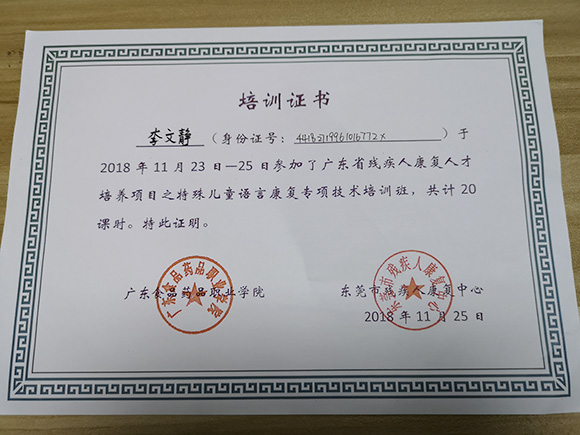 培训证书
李文静（身份证号：441827199610167772x）于
2018 年 11 月 23 日—25 日参加了广东省残疾人康复人才
培养项目之特殊儿童语言康复专项技术培训班，共计 20
课时。特此证明。
广东食品药品职业学院
东莞市残疾人康复中心
2018 年 11 月 25 日